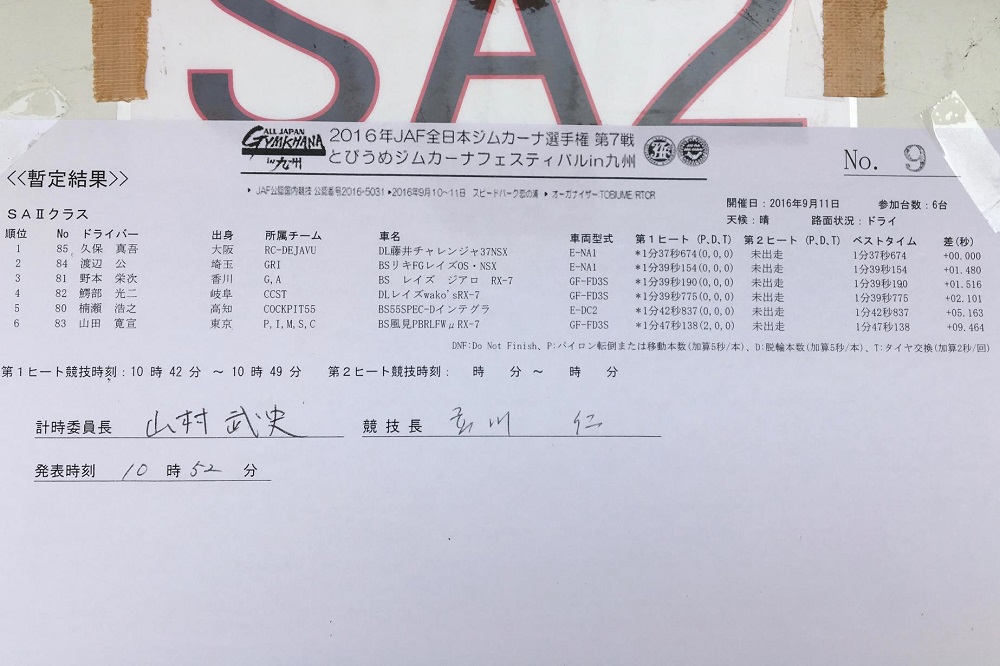 SA2
ALL JAPAN GYMKHANA in 九州
2016年JAF全日本ジムカーナ選手権 第7戦
とびうめジムカーナフェスティバルin九州
No. 9
<<暫定結果>>
▶ JAF公認国内競技 公認番号2016-5031 ▶2016年9月10~11日 スピードパーク恋の浦 ▶ オーガナイザー:TOBIUME/RTCR
開催日：2016年9月11日 参加台数：6台
SAⅡクラス 天候：晴 路面状況：ドライ
順位 No ドライバー 出身 所属チーム 車名 車両型式 第1ヒート(P,D,T) 第2ヒート(P,D,T) ベストタイム 差(秒)
1 85 久保 真吾 大阪 RC-DEJAVU DL藤井チャレンジャ37NSX E-NA1 *1分37秒674(0,0,0) 未出走 1分37秒674 +00.000
2 84 渡辺 公 埼玉 GRI BSリキFGレイズOS・NSX E-NA1 *1分39秒154(0,0,0) 未出走 1分39秒154 +01.480
3 81 野本 栄次 香川 G,A BS レイズ ジアロ RX-7 GF-FD3S *1分39秒190(0,0,0) 未出走 1分39秒190 +01.516
4 82 鰐部 光二 岐阜 CCST DLレイズwako'sRX-7 GF-FD3S *1分39秒775(0,0,0) 未出走 1分39秒775 +02.101
5 80 楠瀬 浩之 高知 COCKPIT55 BS55SPEC-Dインテグラ E-DC2 *1分42秒837(0,0,0) 未出走 1分42秒837 +05.163
6 83 山田 寛宣 東京 P,I,M,S,C BS風見PBRLFWμRX-7 GF-FD3S *1分47秒138(2,0,0) 未出走 1分47秒138 +09.464
DNF:Do Not Finish、P:パイロン転倒または移動本数(加算5秒/本)、D:脱輪本数(加算5秒/本)、T:タイヤ交換(加算2秒/回)
第1ヒート競技時刻：10 時 42 分 ～ 10 時 49 分 第2ヒート競技時刻： 時 分 ～ 時 分
計時委員長 山村 武史 競技長 川 仁
発表時刻 10 時 52 分